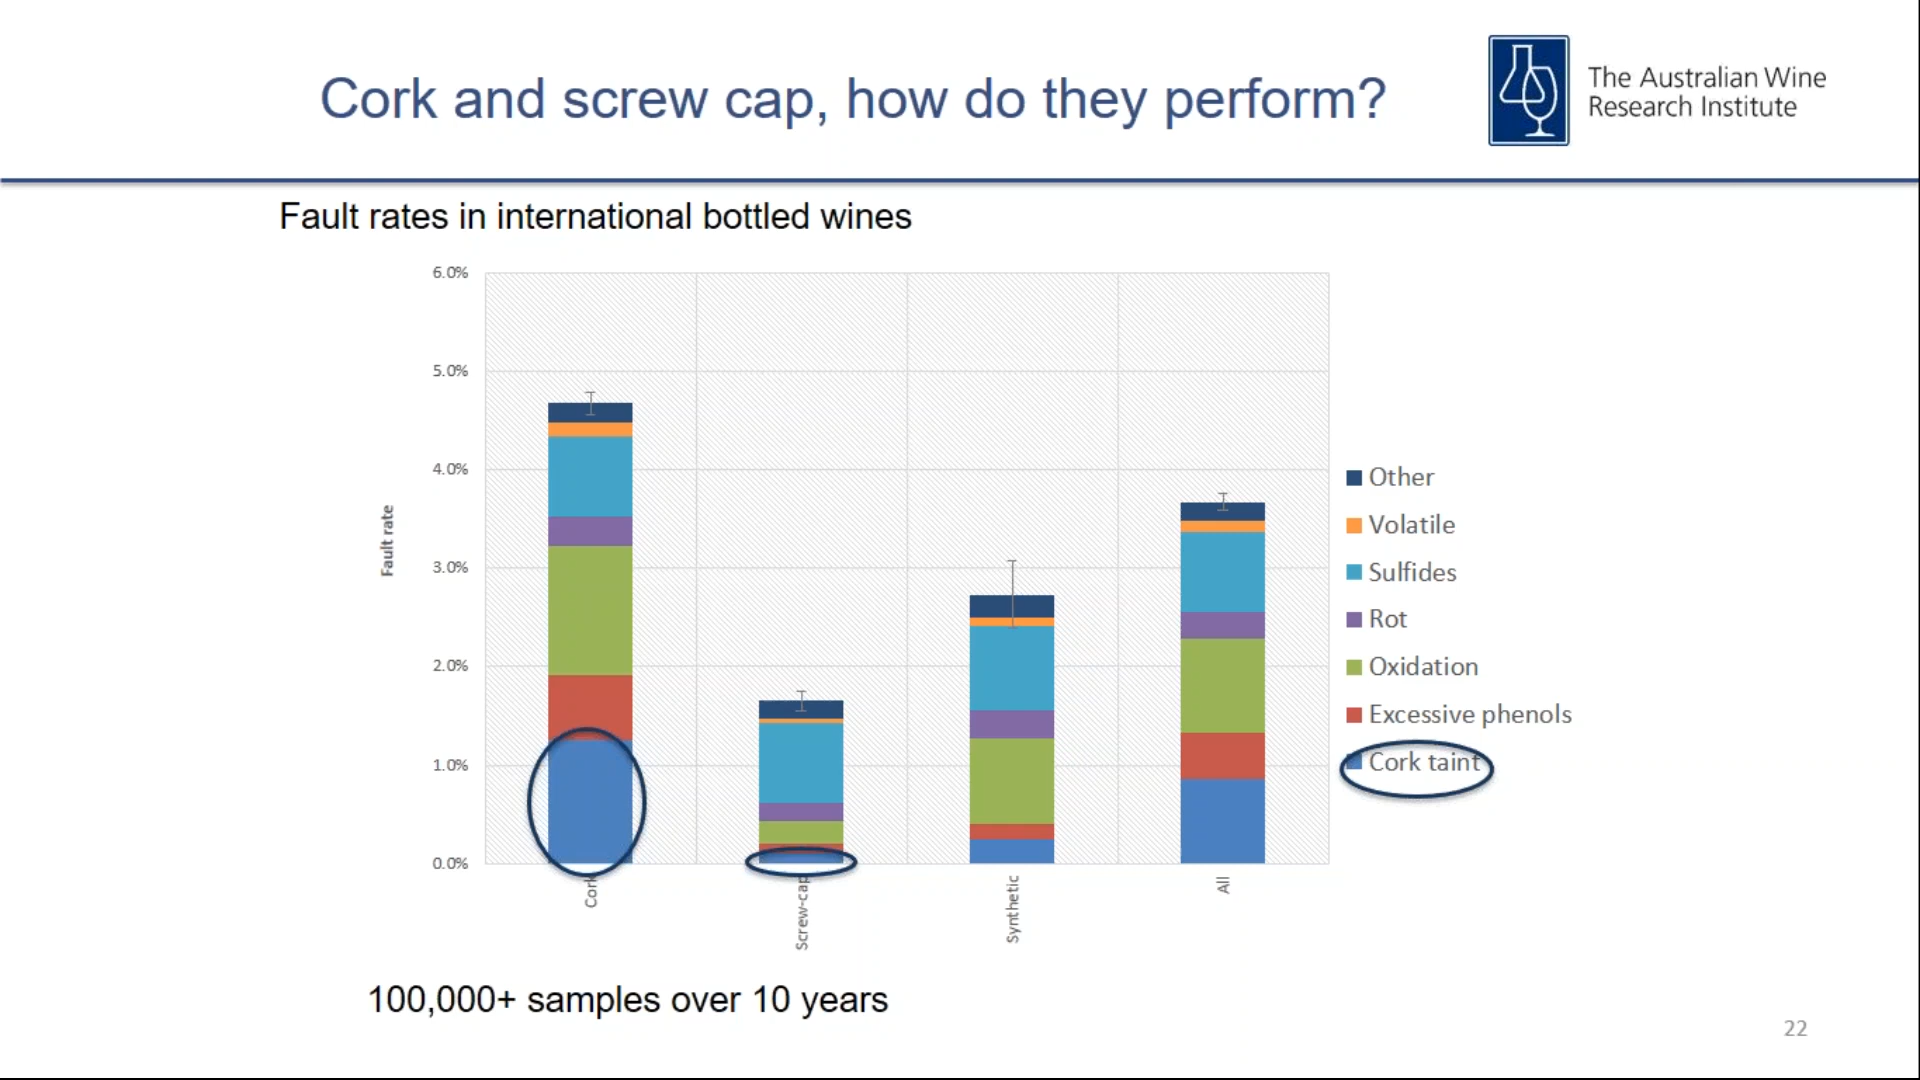 Cork and screw cap, how do they perform?
The Australian Wine
Research Institute
Fault rates in international bottled wines
6.0%
5.0%
4.0%
3.0%
2.0%
1.0%
0.0%
Fault rate
Cork
Screw-cap
Synthetic
All
Other
Volatile
Sulfides
Rot
Oxidation
Excessive phenols
Cork taint
100,000+ samples over 10 years
22